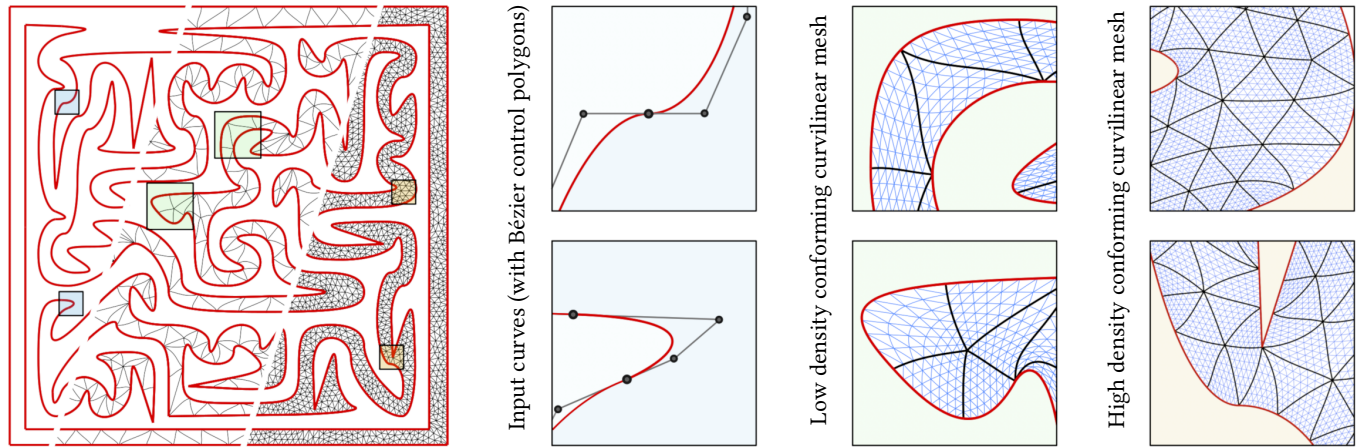 Input curves (with Bézier control polygons)
Low density conforming curvilinear mesh
High density conforming curvilinear mesh